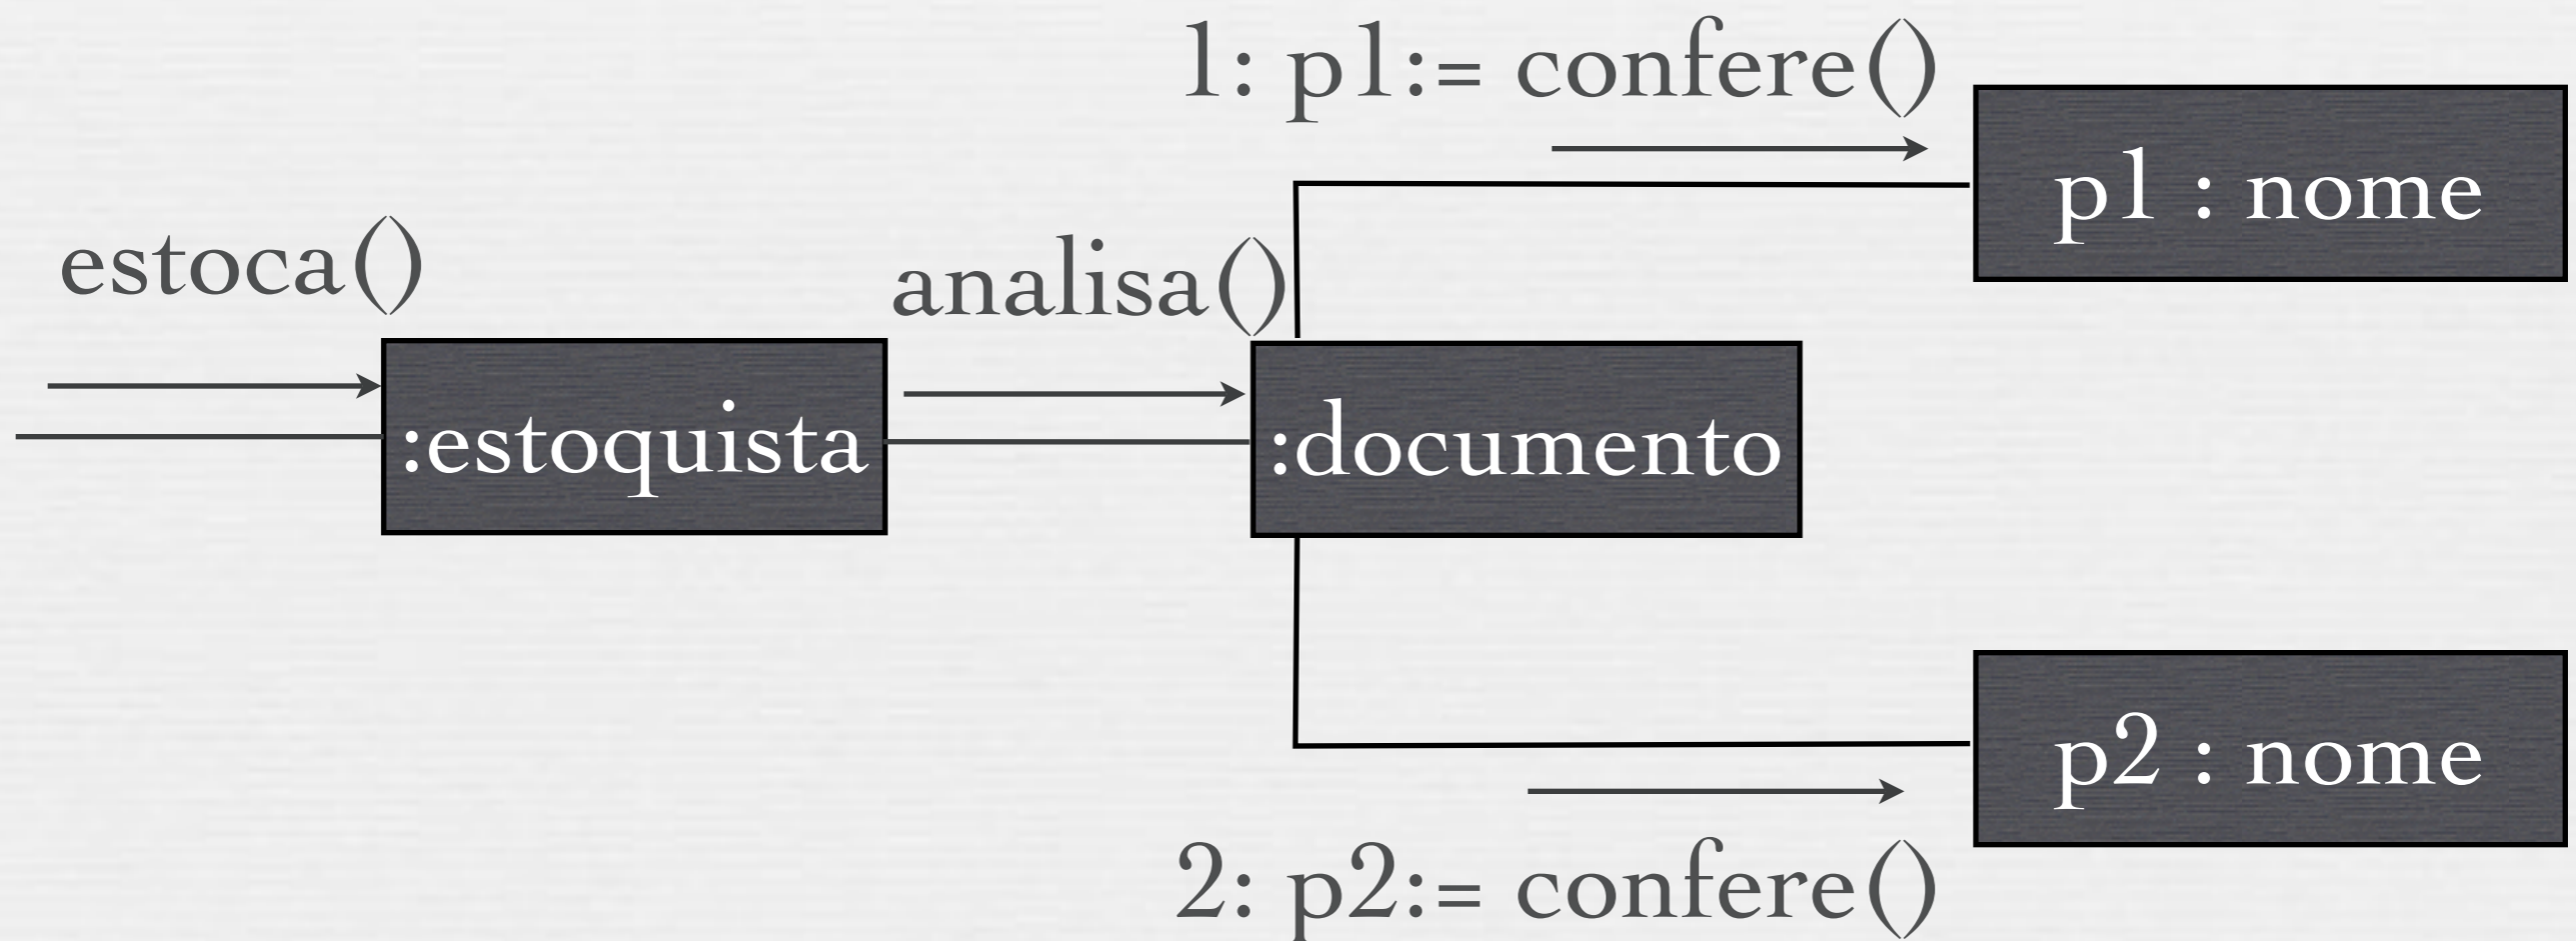 1: p1:= confere()
p1 : nome
estoca()
analisa()
:estoquista
:documento
p2 : nome
2: p2:= confere()